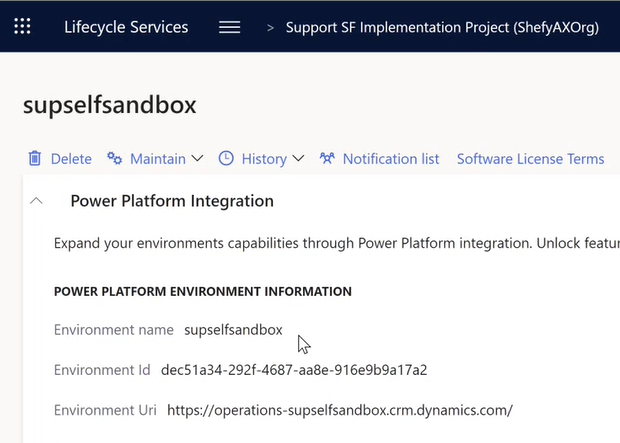 Lifecycle Services > Support SF Implementation Project (ShefyAXOrg)
supselfsandbox
Delete Maintain History Notification list Software License Terms
Power Platform Integration
Expand your environments capabilities through Power Platform integration. Unlock
POWER PLATFORM ENVIRONMENT INFORMATION
Environment name supselfsandbox
Environment Id dec51a34-292f-4687-aa8e-916e9b9a17a2
Environment Uri https://operations-supselfsandbox.crm.dynamics.com/